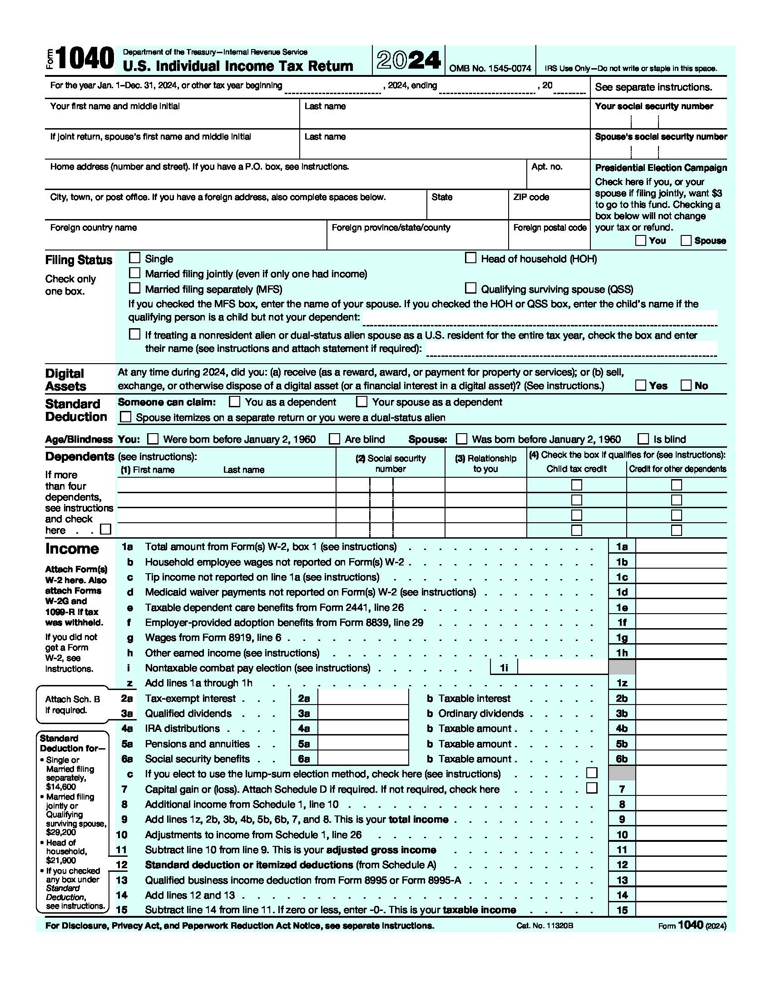 Form 1040 Department of the Treasury—Internal Revenue Service
U.S. Individual Income Tax Return 2024 OMB No. 1545-0074 IRS Use Only—Do not write or staple in this space.
For the year Jan. 1–Dec. 31, 2024, or other tax year beginning , 2024, ending , 20 See separate instructions.
Your first name and middle initial Last name Your social security number
If joint return, spouse's first name and middle initial Last name Spouse's social security number
Home address (number and street). If you have a P.O. box, see instructions. Apt. no.
City, town, or post office. If you have a foreign address, also complete spaces below. State ZIP code
Foreign country name Foreign province/state/county Foreign postal code
Presidential Election Campaign
Check here if you, or your
spouse if filing jointly, want $3
to go to this fund. Checking a
box below will not change
your tax or refund.
You Spouse
Filing Status
Check only
one box.
Single Head of household (HOH)
Married filing jointly (even if only one had income)
Married filing separately (MFS) Qualifying surviving spouse (QSS)
If you checked the MFS box, enter the name of your spouse. If you checked the HOH or QSS box, enter the child's name if the
qualifying person is a child but not your dependent:
If treating a nonresident alien or dual-status alien spouse as a U.S. resident for the entire tax year, check the box and enter
their name (see instructions and attach statement if required):
Digital
Assets
At any time during 2024, did you: (a) receive (as a reward, award, or payment for property or services); or (b) sell,
exchange, or otherwise dispose of a digital asset (or a financial interest in a digital asset)? (See instructions.) Yes No
Standard
Deduction
Someone can claim: You as a dependent Your spouse as a dependent
Spouse itemizes on a separate return or you were a dual-status alien
Age/Blindness You: Were born before January 2, 1960 Are blind Spouse: Was born before January 2, 1960 Is blind
Dependents (see instructions):
(1) First name Last name
(2) Social security
number
(3) Relationship
to you
(4) Check the box if qualifies for (see instructions):
Child tax credit Credit for other dependents
If more
than four
dependents,
see instructions
and check
here . .
Income
Attach Form(s)
W-2 here. Also
attach Forms
W-2G and
1099-R if tax
was withheld.
If you did not
get a Form
W-2, see
instructions.
1a Total amount from Form(s) W-2, box 1 (see instructions) 1a
b Household employee wages not reported on Form(s) W-2 1b
c Tip income not reported on line 1a (see instructions) 1c
d Medicaid waiver payments not reported on Form(s) W-2 (see instructions) 1d
e Taxable dependent care benefits from Form 2441, line 26 1e
f Employer-provided adoption benefits from Form 8839, line 29 1f
g Wages from Form 8919, line 6 1g
h Other earned income (see instructions) 1h
i Nontaxable combat pay election (see instructions) 1i
z Add lines 1a through 1h 1z
Attach Sch. B
if required.
2a Tax-exempt interest 2a b Taxable interest 2b
3a Qualified dividends 3a b Ordinary dividends 3b
4a IRA distributions 4a b Taxable amount 4b
5a Pensions and annuities 5a b Taxable amount 5b
6a Social security benefits 6a b Taxable amount 6b
c If you elect to use the lump-sum election method, check here (see instructions)
7 Capital gain or (loss). Attach Schedule D if required. If not required, check here 7
8 Additional income from Schedule 1, line 10 8
9 Add lines 1z, 2b, 3b, 4b, 5b, 6b, 7, and 8. This is your total income 9
10 Adjustments to income from Schedule 1, line 26 10
11 Subtract line 10 from line 9. This is your adjusted gross income 11
12 Standard deduction or itemized deductions (from Schedule A) 12
13 Qualified business income deduction from Form 8995 or Form 8995-A 13
14 Add lines 12 and 13 14
15 Subtract line 14 from line 11. If zero or less, enter -0-. This is your taxable income 15
Standard
Deduction for—
• Single or
Married filing
separately,
$14,600
• Married filing
jointly or
Qualifying
surviving spouse,
$29,200
• Head of
household,
$21,900
• If you checked
any box under
Standard
Deduction,
see instructions.
For Disclosure, Privacy Act, and Paperwork Reduction Act Notice, see separate instructions. Cat. No. 11320B Form 1040 (2024)